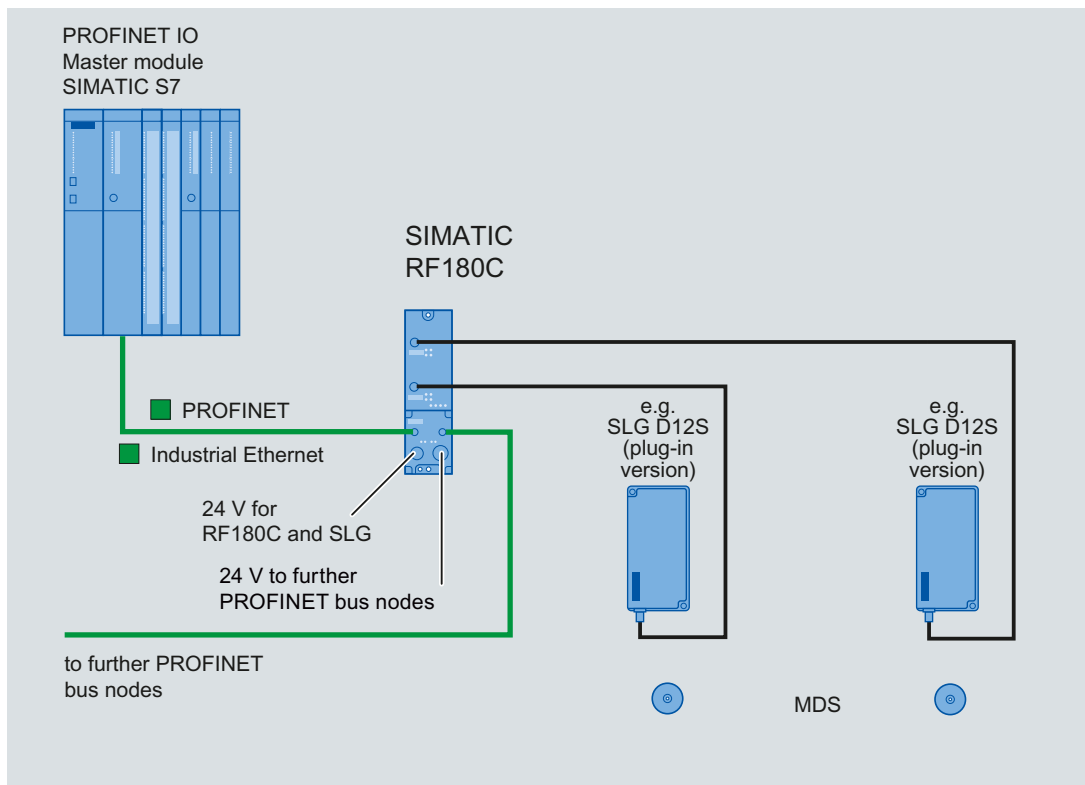 PROFINET IO
Master module
SIMATIC S7
SIMATIC
RF180C
PROFINET
Industrial Ethernet
24 V for
RF180C and SLG
24 V to further
PROFINET bus nodes
to further PROFINET
bus nodes
e.g.
SLG D12S
(plug-in
version)
e.g.
SLG D12S
(plug-in
version)
MDS